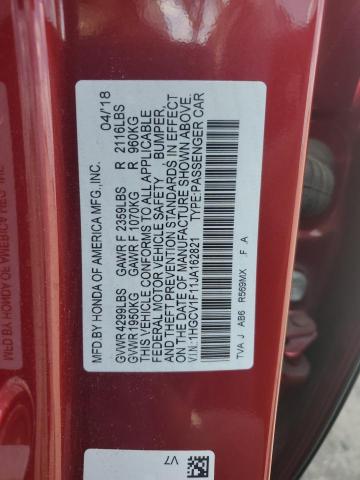 MFD. BY HONDA OF AMERICA MFG.,INC. 04/18
GVWR 4299LBS GAWR F 2359LBS R 2116LBS
GVWR 1950KG GAWR F 1070KG R 960KG
THIS VEHICLE CONFORMS TO ALL APPLICABLE
FEDERAL MOTOR VEHICLE SAFETY BUMPER,
AND THEFT PREVENTION STANDARDS IN EFFECT
ON THE DATE OF MANUFACTURE SHOWN ABOVE.
VIN:1HGCV1F11JA162821 TYPE:PASSENGER CAR
TVA J AB6 R569MX F A
V7